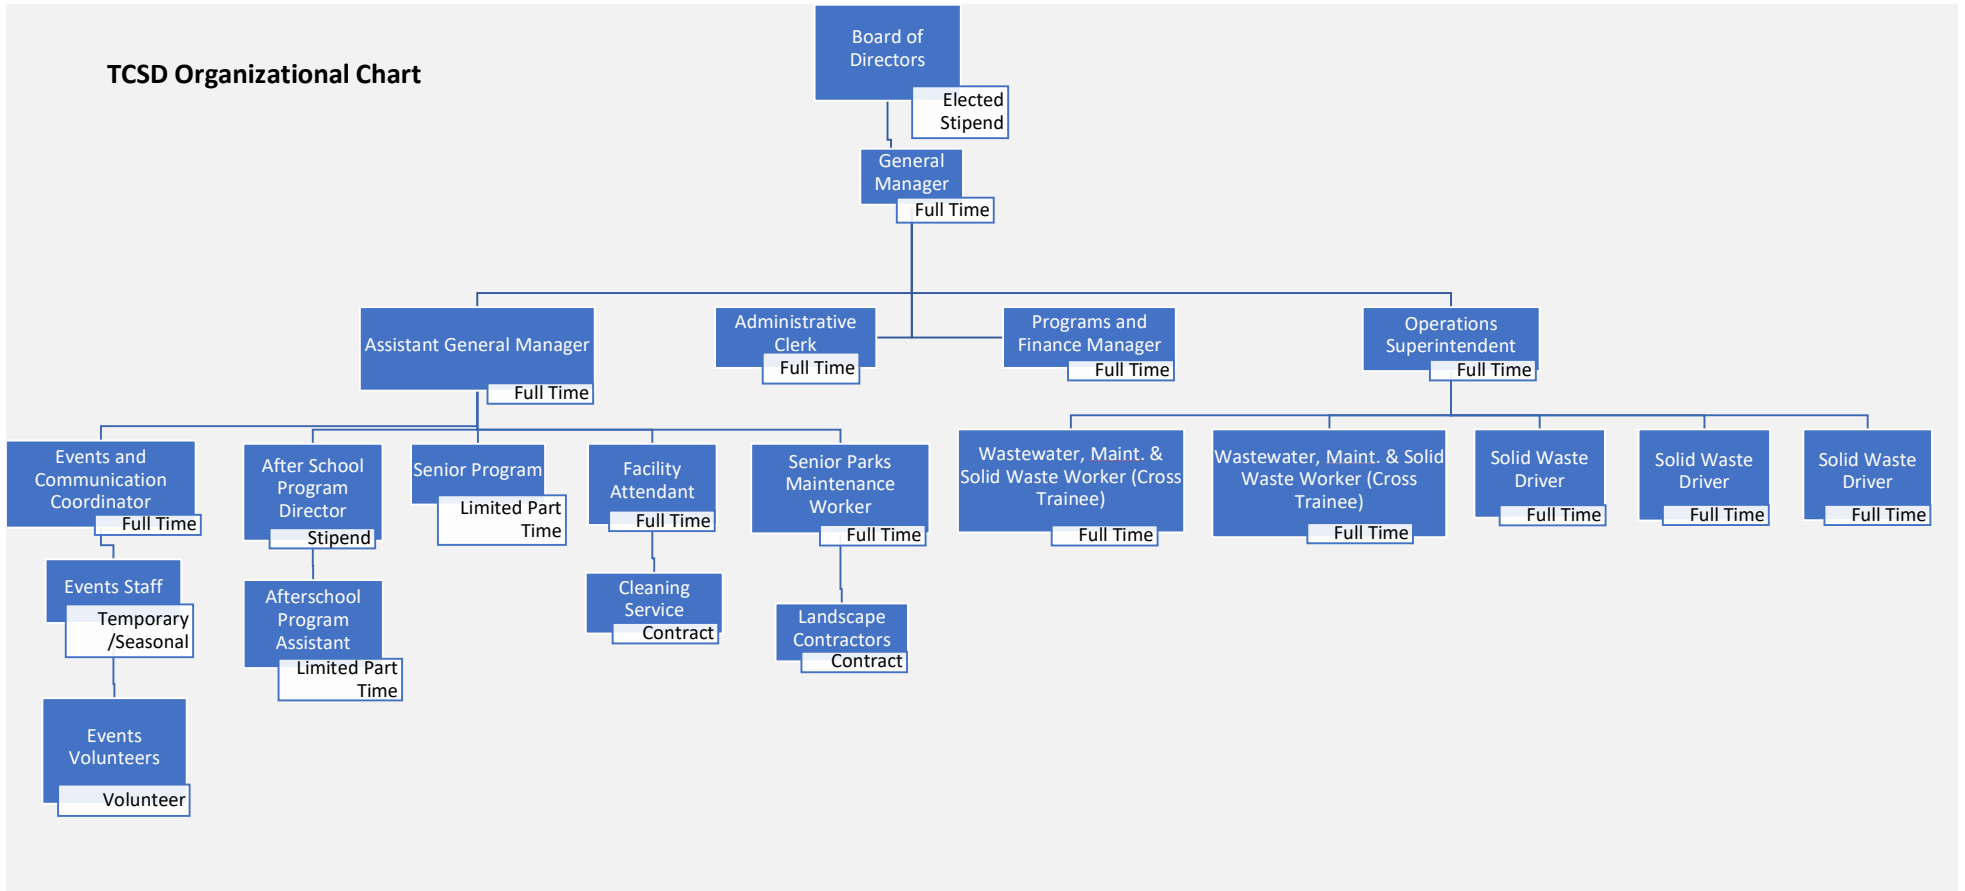 TCSD Organizational Chart
Board of
Directors
Elected
Stipend
General
Manager
Full Time
Assistant General Manager
Full Time
Administrative
Clerk
Full Time
Programs and
Finance Manager
Full Time
Operations
Superintendent
Full Time
Events and
Communication
Coordinator
Full Time
After School
Program
Director
Stipend
Senior Program
Limited Part
Time
Facility
Attendant
Full Time
Senior Parks
Maintenance
Worker
Full Time
Wastewater, Maint. &
Solid Waste Worker (Cross
Trainee)
Full Time
Wastewater, Maint. & Solid
Waste Worker (Cross
Trainee)
Full Time
Solid Waste
Driver
Full Time
Solid Waste
Driver
Full Time
Solid Waste
Driver
Full Time
Events Staff
Temporary
/Seasonal
Afterschool
Program
Assistant
Limited Part
Time
Cleaning
Service
Contract
Landscape
Contractors
Contract
Events
Volunteers
Volunteer